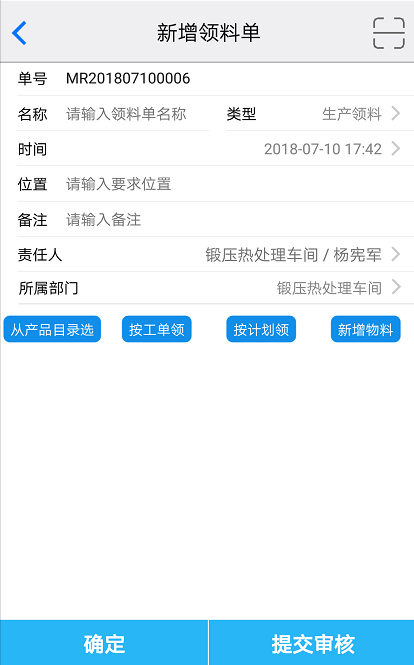 新增领料单
单号 MR201807100006
名称 请输入领料单名称 类型 生产领料
时间 2018-07-10 17:42
位置 请输入要求位置
备注 请输入备注
责任人 锻压热处理车间 / 杨宪军
所属部门 锻压热处理车间
从产品目录选 按工单领 按计划领 新增物料
确定 提交审核